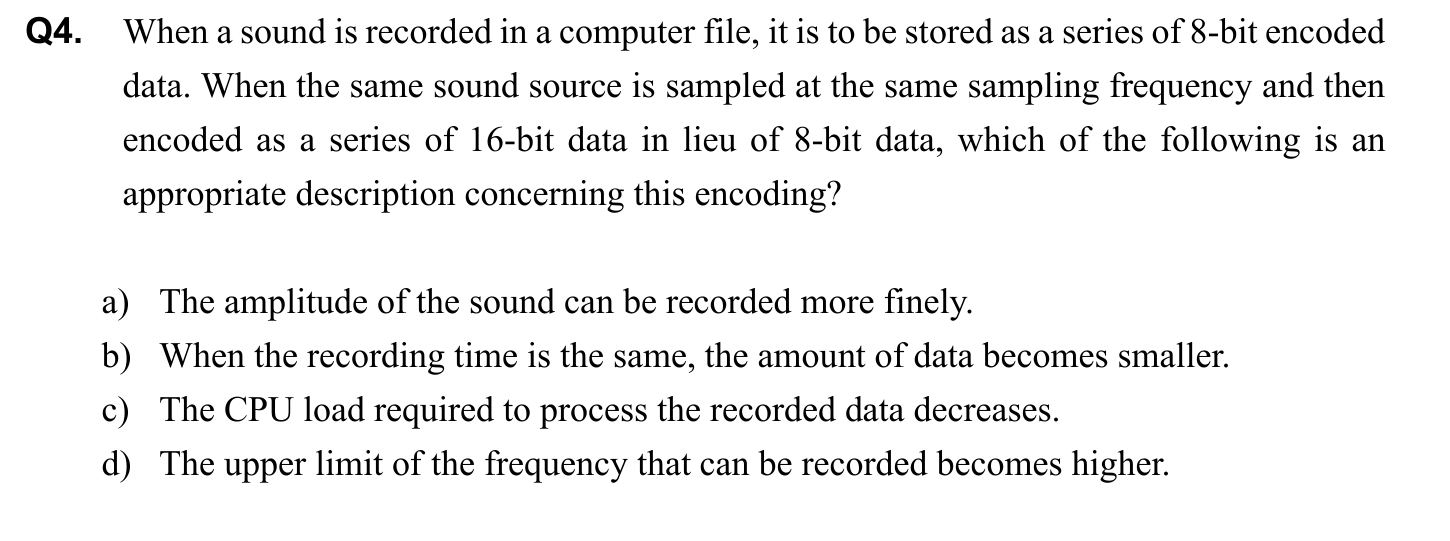 Q4. When a sound is recorded in a computer file, it is to be stored as a series of 8-bit encoded
data. When the same sound source is sampled at the same sampling frequency and then
encoded as a series of 16-bit data in lieu of 8-bit data, which of the following is an
appropriate description concerning this encoding?
a) The amplitude of the sound can be recorded more finely.
b) When the recording time is the same, the amount of data becomes smaller.
c) The CPU load required to process the recorded data decreases.
d) The upper limit of the frequency that can be recorded becomes higher.